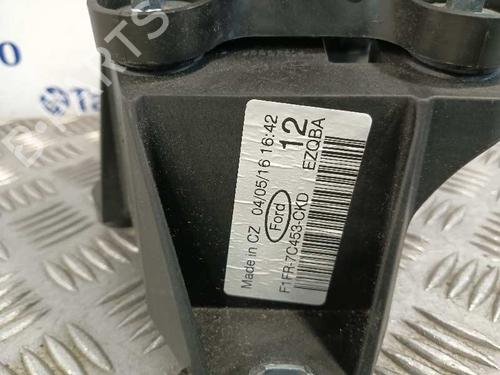 Made in CZ 04/05/16 16:42
12
Ford
EZQBA
F1FR-7C453-CKD